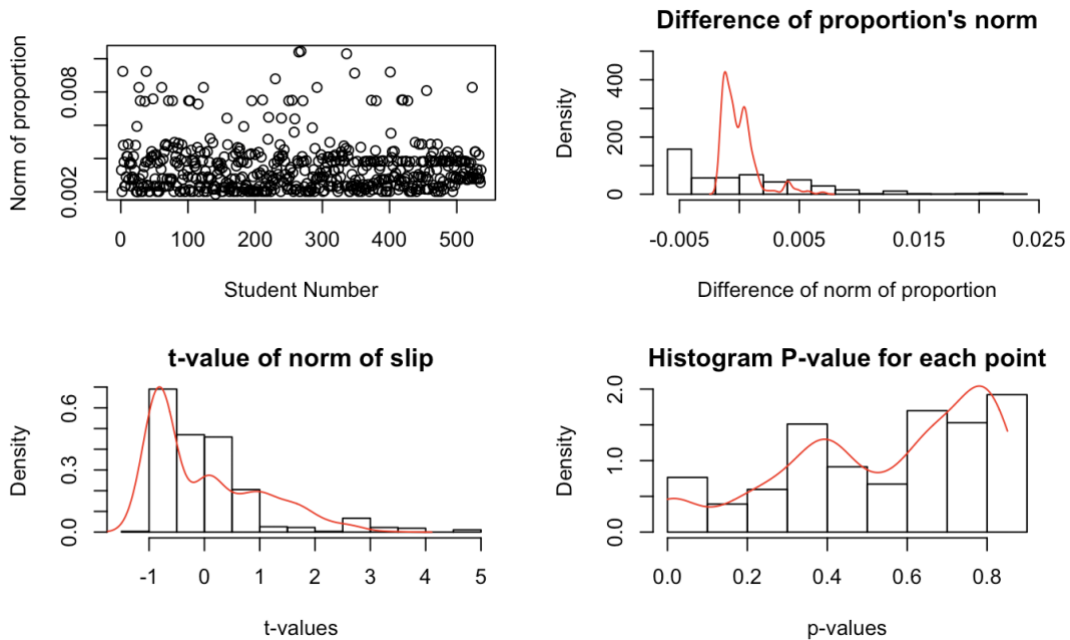 Norm of proportion
0.008
0.002
0 100 200 300 400 500
Student Number
Difference of proportion's norm
Density
400
200
0
-0.005 0.005 0.015 0.025
Difference of norm of proportion
t-value of norm of slip
Density
0.6
0.3
0.0
-1 0 1 2 3 4 5
t-values
Histogram P-value for each point
Density
2.0
1.0
0.0
0.0 0.2 0.4 0.6 0.8
p-values